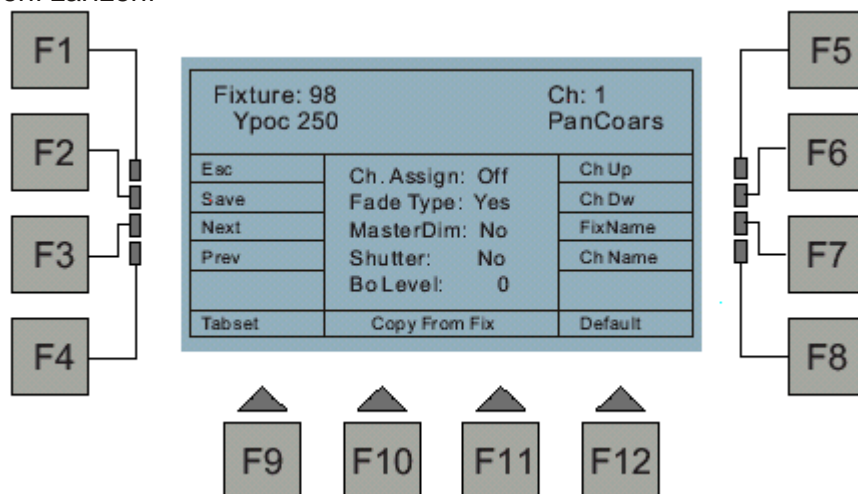 F1
F5
Fixture: 98
Ch: 1
Ypoc 250
PanCoars
F2
F6
Esc
Ch. Assign: Off
Ch Up
Save
Fade Type: Yes
Ch Dw
Next
MasterDim: No
FixName
F3
F7
Prev
Shutter: No
Ch Name
Bo Level: 0
Tabset
Copy From Fix
Default
F4
F8
F9
F10
F11
F12